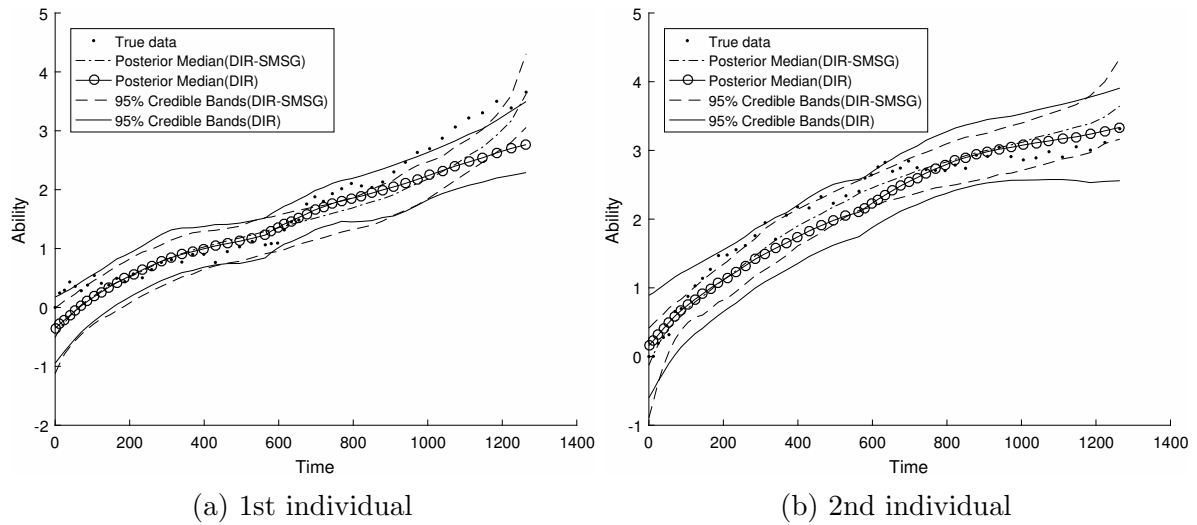 5
4
3
2
1
0
-1
-2
Ability
True data
Posterior Median(DIR-SMSG)
Posterior Median(DIR)
95% Credible Bands(DIR-SMSG)
95% Credible Bands(DIR)
0 200 400 600 800 1000 1200 1400
Time
(a) 1st individual
5
4
3
2
1
0
-1
Ability
True data
Posterior Median(DIR-SMSG)
Posterior Median(DIR)
95% Credible Bands(DIR-SMSG)
95% Credible Bands(DIR)
0 200 400 600 800 1000 1200 1400
Time
(b) 2nd individual